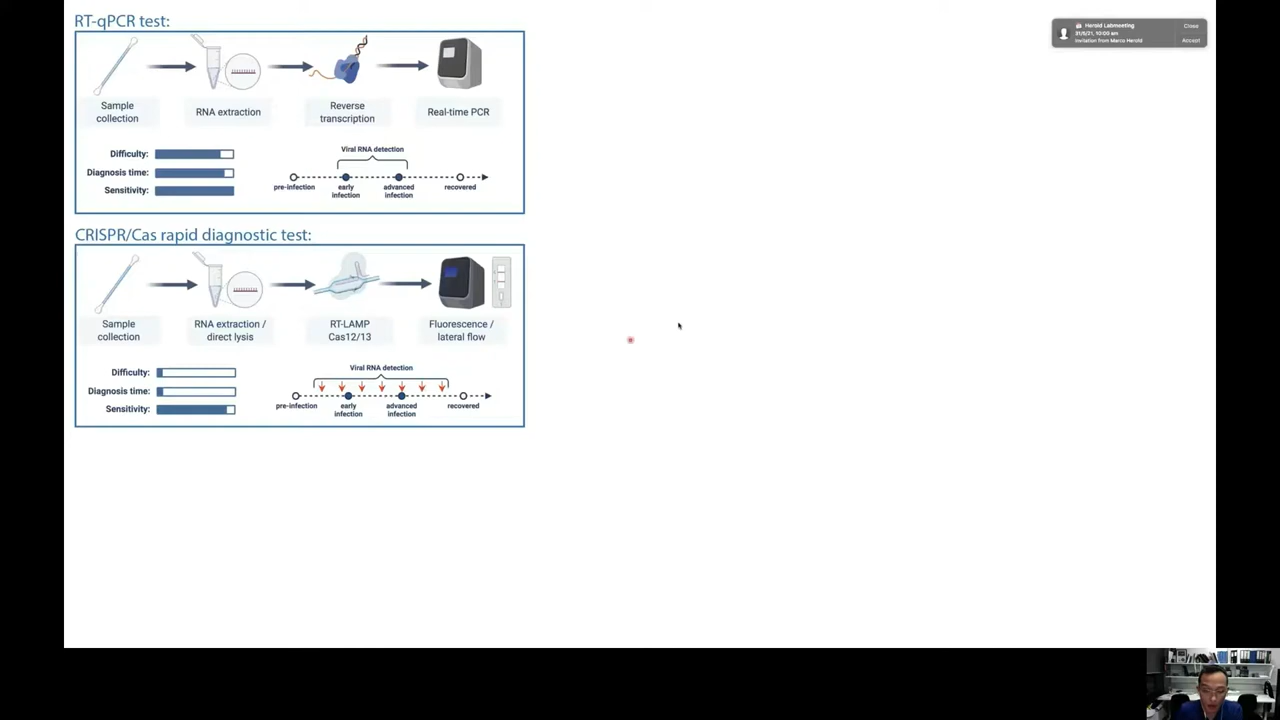 RT-qPCR test:
Sample
collection
RNA extraction
Reverse
transcription
Real-time PCR
Difficulty:
Diagnosis time:
Sensitivity:
Viral RNA detection
pre-infection
early
infection
advanced
infection
recovered
CRISPR/Cas rapid diagnostic test:
Sample
collection
RNA extraction /
direct lysis
RT-LAMP
Cas12/13
Fluorescence /
lateral flow
Difficulty:
Diagnosis time:
Sensitivity:
Viral RNA detection
pre-infection
early
infection
advanced
infection
recovered
Herold Labmeeting
31/5/21, 10:00 am
Invitation from Marco Herold
Close
Accept